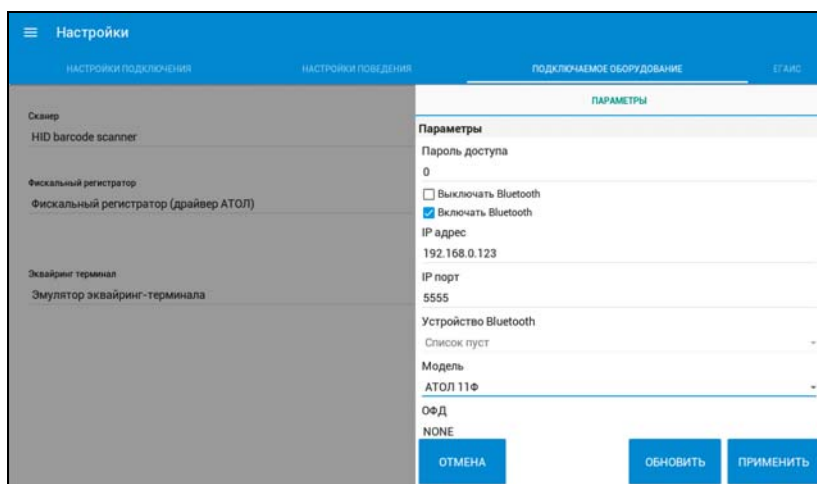 Настройки
НАСТРОЙКИ ПОДКЛЮЧЕНИЯ
НАСТРОЙКИ ПОВЕДЕНИЯ
ПОДКЛЮЧАЕМОЕ ОБОРУДОВАНИЕ
ЕГАИС
Сканер
HID barcode scanner
Фискальный регистратор
Фискальный регистратор (драйвер АТОЛ)
Эквайринг терминал
Эмулятор эквайринг-терминала
ПАРАМЕТРЫ
Параметры
Пароль доступа
0
Выключать Bluetooth
Включать Bluetooth
IP адрес
192.168.0.123
IP порт
5555
Устройство Bluetooth
Список пуст
Модель
АТОЛ 11Ф
ОФД
NONE
ОТМЕНА
ОБНОВИТЬ
ПРИМЕНИТЬ